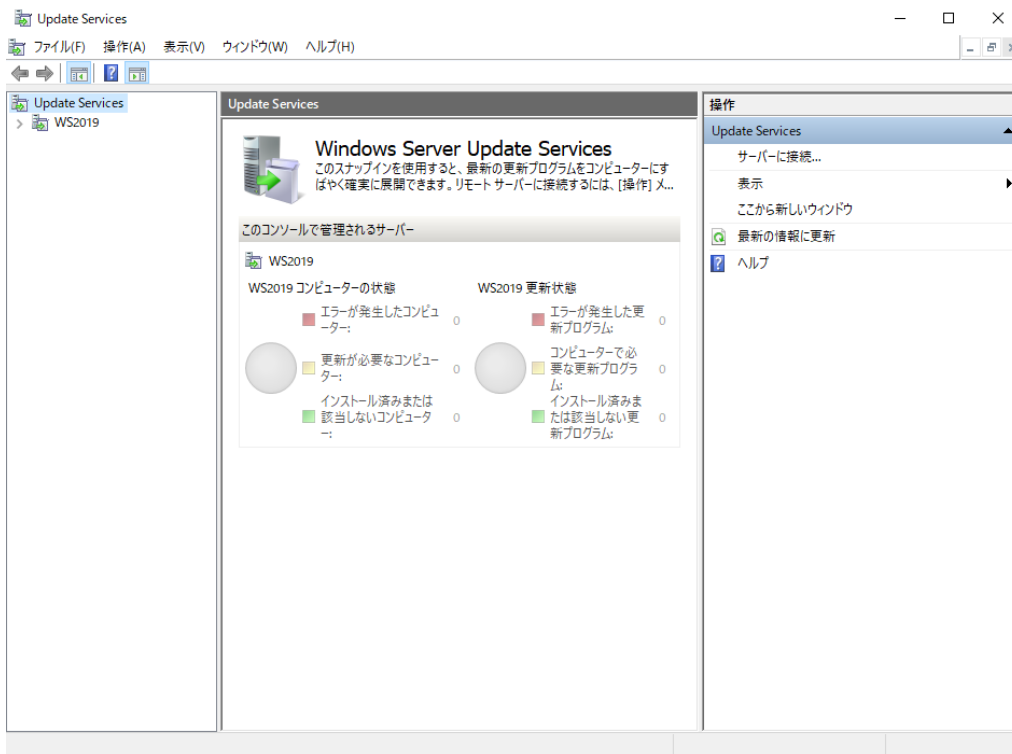 Update Services
ファイル(F) 操作(A) 表示(V) ウィンドウ(W) ヘルプ(H)
Update Services
WS2019
Update Services
Windows Server Update Services
このスナップインを使用すると、最新の更新プログラムをコンピューターにす
ばやく確実に展開できます。リモート サーバーに接続するには、[操作] メ...
このコンソールで管理されるサーバー
WS2019
WS2019 コンピューターの状態
エラーが発生したコンピュ
ーター:
0
更新が必要なコンピュー
ター:
0
インストール済みまたは
該当しないコンピュータ
ー:
0
WS2019 更新状態
エラーが発生した更
新プログラム:
0
コンピューターで必
要な更新プログラ
ム:
0
インストール済みま
たは該当しない更
新プログラム:
0
操作
Update Services
サーバーに接続...
表示
ここから新しいウィンドウ
最新の情報に更新
ヘルプ